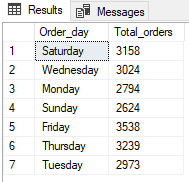 Results Messages
Order_day Total_orders
1 Saturday 3158
2 Wednesday 3024
3 Monday 2794
4 Sunday 2624
5 Friday 3538
6 Thursday 3239
7 Tuesday 2973